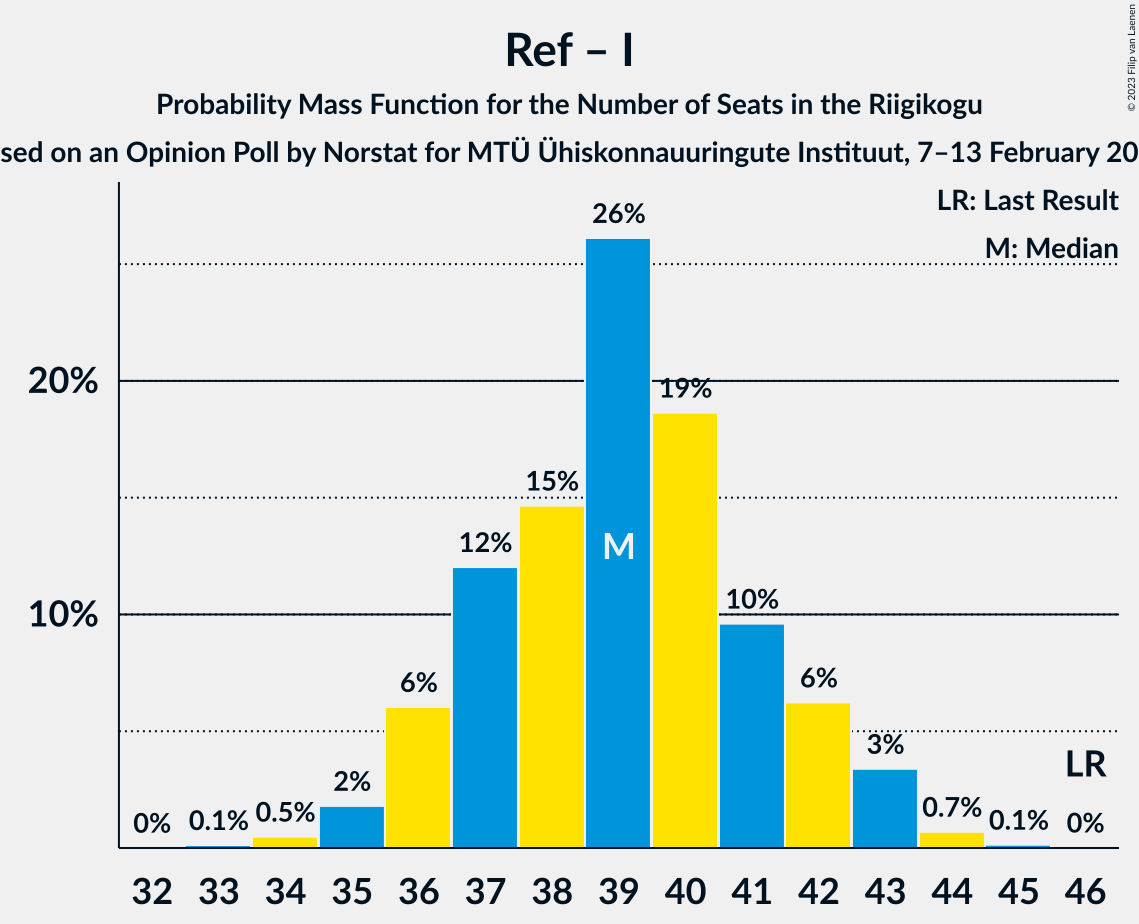 Ref – I
Probability Mass Function for the Number of Seats in the Riigikogu
sed on an Opinion Poll by Norstat for MTÜ Ühiskonnauuringute Instituut, 7–13 February 20
© 2023 Filip van Laenen
LR: Last Result
M: Median
26%
20%
19%
15%
M
12%
10%
10%
6%
6%
3%
LR
2%
0%
0.1%
0.5%
0.7%
0.1%
0%
32 33 34 35 36 37 38 39 40 41 42 43 44 45 46